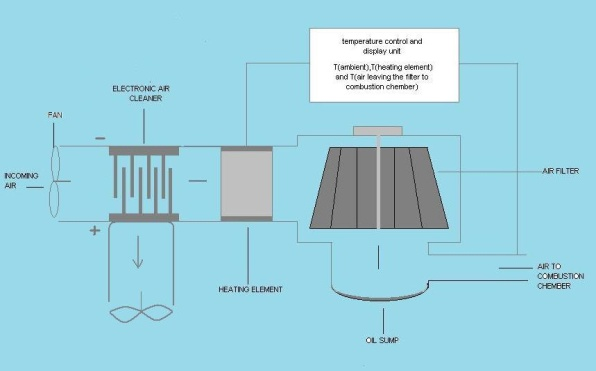 temperature control and
display unit
T(ambient),T(heating element)
and T(air leaving the filter to
combustion chamber)
ELECTRONIC AIR
CLEANER
FAN
−
INCOMING
AIR
+
AIR FILTER
HEATING ELEMENT
AIR TO
COMBUSTION
CHEMBER
OIL SUMP